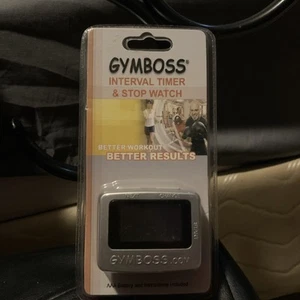 GYMBOSS®
INTERVAL TIMER
& STOP WATCH
BETTER WORKOUT
BETTER RESULTS
GYMBOSS.com